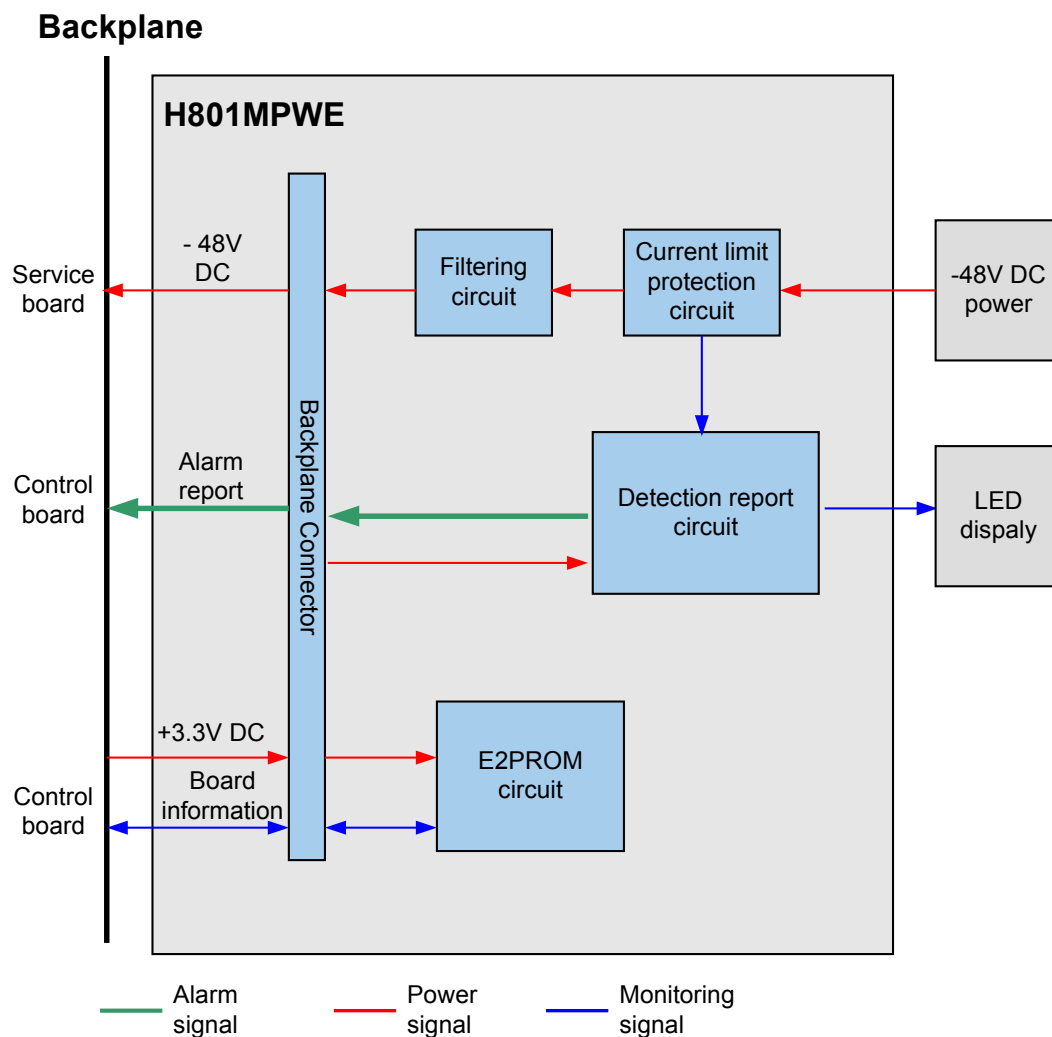 Backplane
H801MPWE
- 48V
DC
Service
board
Filtering
circuit
Current limit
protection
circuit
-48V DC
power
Backplane Connector
Alarm
report
Control
board
Detection report
circuit
LED
dispaly
+3.3V DC
Board
information
Control
board
E2PROM
circuit
Alarm
signal
Power
signal
Monitoring
signal